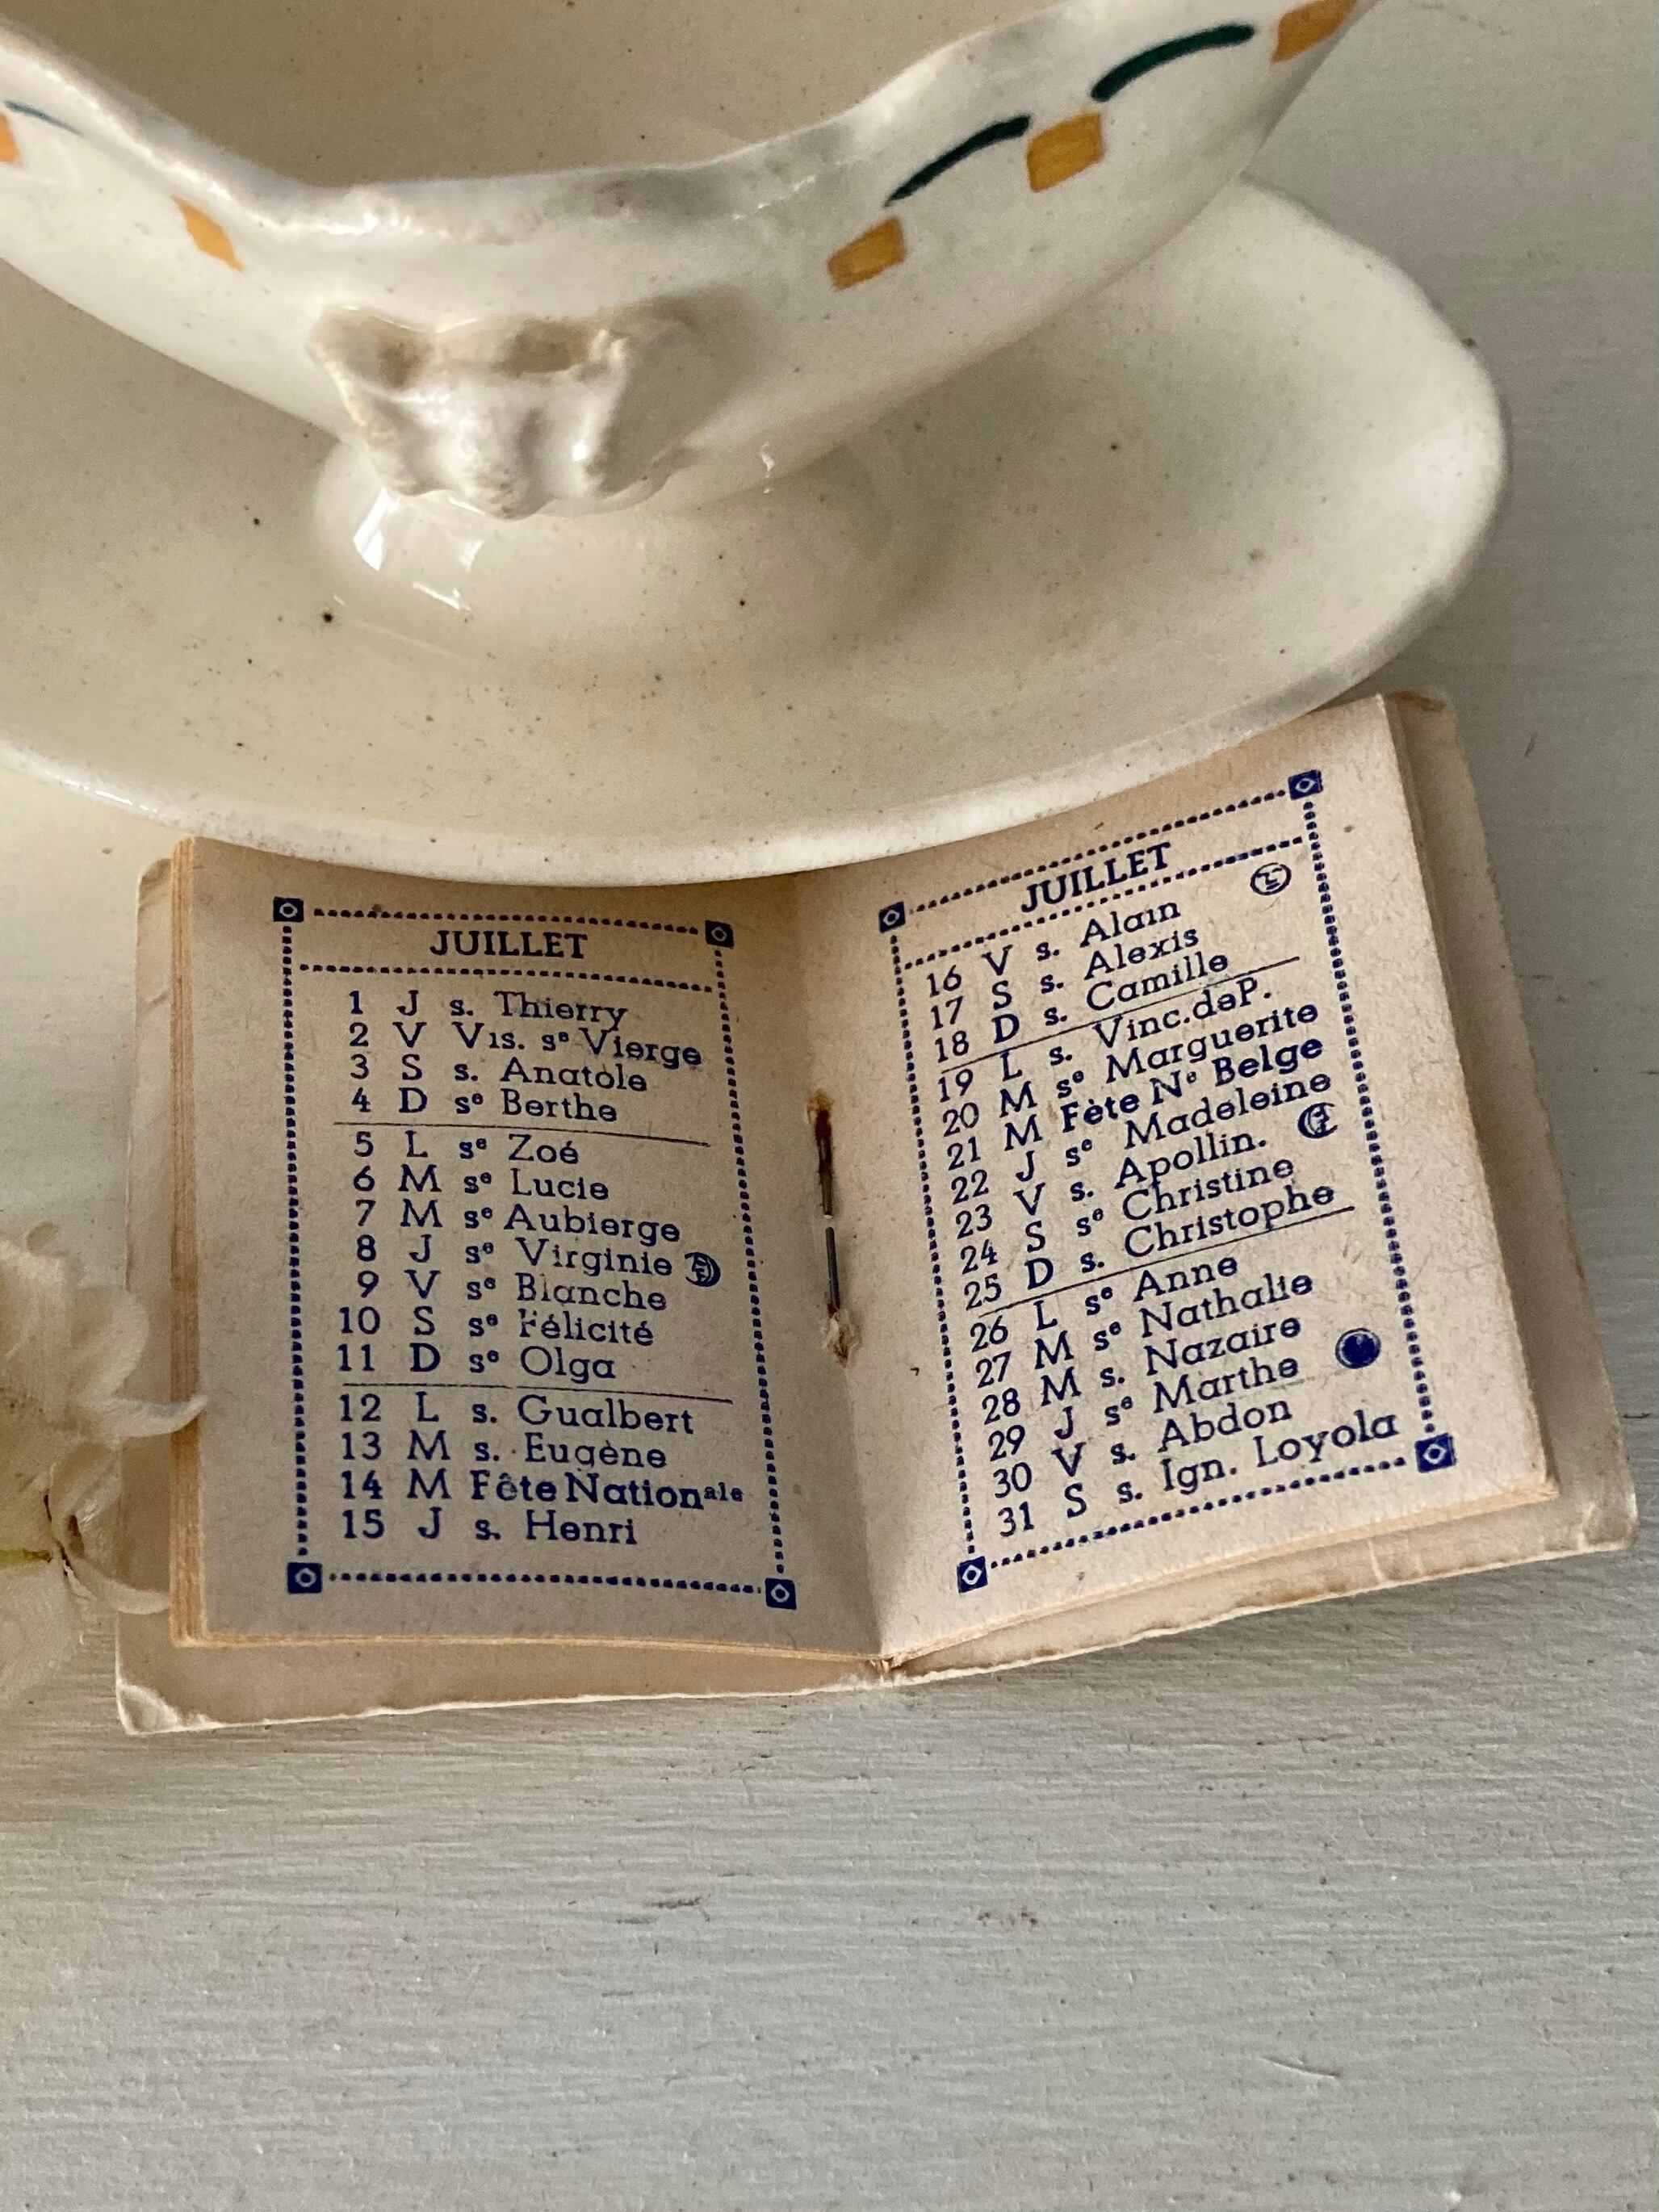 JUILLET
1 J s. Thierry
2 V Vis. sᵉ Vierge
3 S s. Anatole
4 D sᵉ Berthe
5 L sᵉ Zoé
6 M sᵉ Lucie
7 M sᵉ Aubierge
8 J sᵉ Virginie
9 V sᵉ Blanche
10 S sᵉ Félicité
11 D sᵉ Olga
12 L s. Gualbert
13 M s. Eugène
14 M Fête Nationᵃˡᵉ
15 J s. Henri
JUILLET
16 V s. Alain
17 S s. Alexis
18 D s. Camille
19 L s. Vinc.deP.
20 M sᵉ Marguerite
21 M Fête Nᵉ Belge
22 J sᵉ Madeleine
23 V s. Apollin.
24 S sᵉ Christine
25 D s. Christophe
26 L sᵉ Anne
27 M sᵉ Nathalie
28 M s. Nazaire
29 J sᵉ Marthe
30 V s. Abdon
31 S s. Ign. Loyola